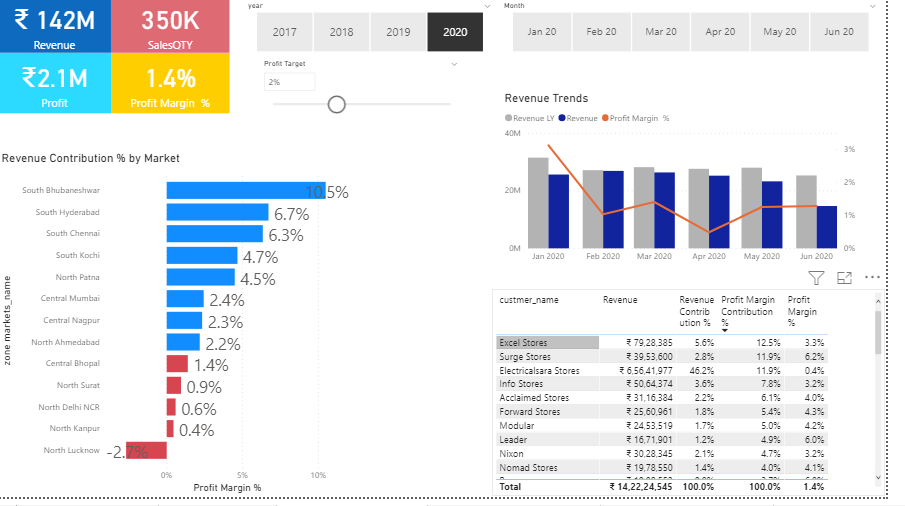 ₹ 142M
Revenue
350K
SalesQTY
₹2.1M
Profit
1.4%
Profit Margin %
year
2017
2018
2019
2020
Profit Target
2%
Month
Jan 20
Feb 20
Mar 20
Apr 20
May 20
Jun 20
Revenue Contribution % by Market
zone markets_name
South Bhubaneshwar 10.5%
South Hyderabad 6.7%
South Chennai 6.3%
South Kochi 4.7%
North Patna 4.5%
Central Mumbai 2.4%
Central Nagpur 2.3%
North Ahmedabad 2.2%
Central Bhopal 1.4%
North Surat 0.9%
North Delhi NCR 0.6%
North Kanpur 0.4%
North Lucknow -2.7%
0% 5% 10%
Profit Margin %
Revenue Trends
Revenue LY Revenue Profit Margin %
40M
20M
0M
3%
2%
1%
0%
Jan 2020 Feb 2020 Mar 2020 Apr 2020 May 2020 Jun 2020
custmer_name Revenue Revenue Contrib ution % Profit Margin Contribution % Profit Margin %
Excel Stores ₹ 79,28,385 5.6% 12.5% 3.3%
Surge Stores ₹ 39,53,600 2.8% 11.9% 6.2%
Electricalsara Stores ₹ 6,56,41,977 46.2% 11.9% 0.4%
Info Stores ₹ 50,64,374 3.6% 7.8% 3.2%
Acclaimed Stores ₹ 31,16,384 2.2% 6.1% 4.0%
Forward Stores ₹ 25,60,961 1.8% 5.4% 4.3%
Modular ₹ 24,53,519 1.7% 5.0% 4.2%
Leader ₹ 16,71,901 1.2% 4.9% 6.0%
Nixon ₹ 30,28,345 2.1% 4.7% 3.2%
Nomad Stores ₹ 19,78,550 1.4% 4.0% 4.1%
Total ₹ 14,22,24,545 100.0% 100.0% 1.4%